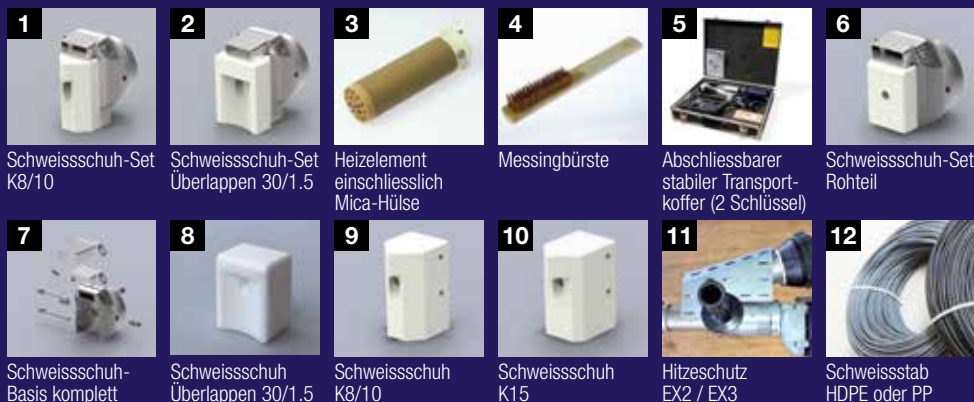 1
Schweissschuh-Set
K8/10
2
Schweissschuh-Set
Überlappen 30/1.5
3
Heizelement
einschliesslich
Mica-Hülse
4
Messingbürste
5
Abschliessbarer
stabiler Transport-
koffer (2 Schlüssel)
6
Schweissschuh-Set
Rohteil
7
Schweissschuh-
Basis komplett
8
Schweissschuh
Überlappen 30/1.5
9
Schweissschuh
K8/10
10
Schweissschuh
K15
11
Hitzeschutz
EX2 / EX3
12
Schweissstab
HDPE oder PP